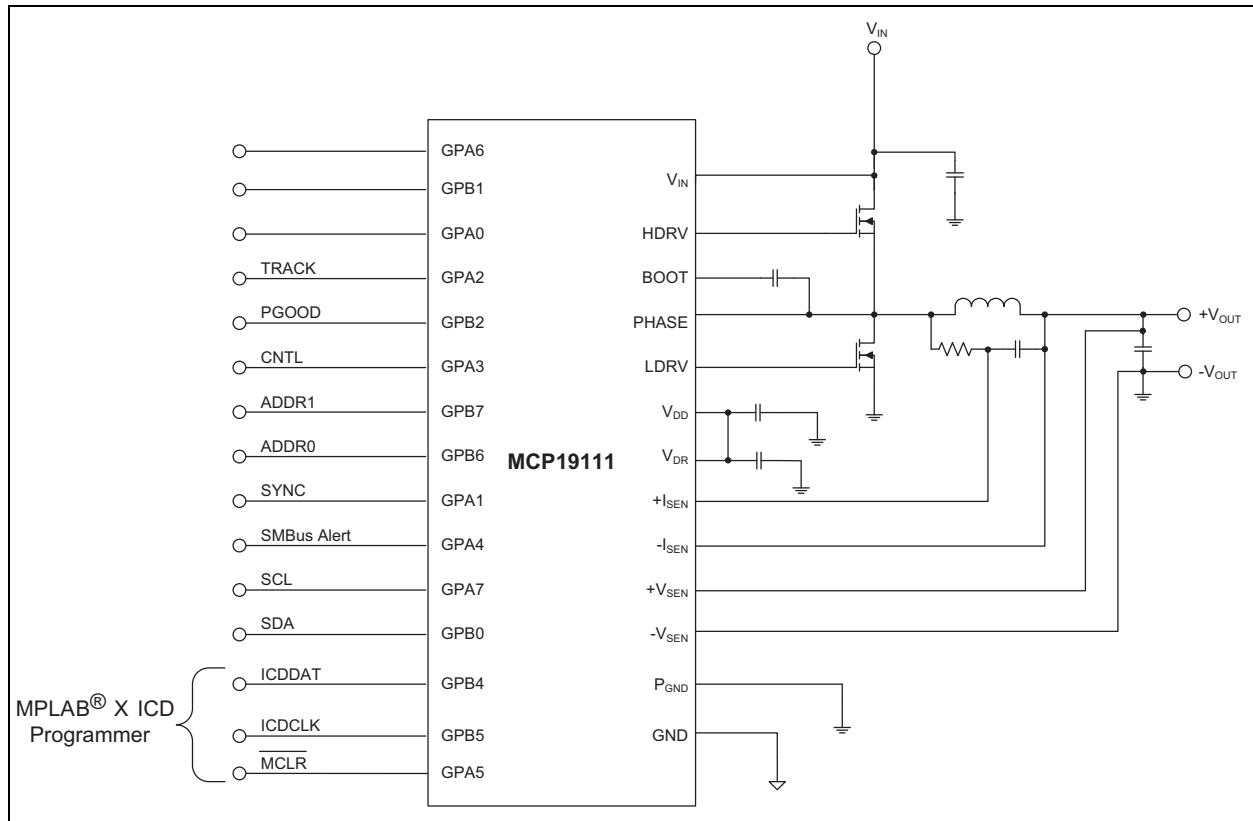 V_IN
GPA6
GPB1
GPA0
TRACK
GPA2
PGOOD
GPB2
CNTL
GPA3
ADDR1
GPB7
ADDR0
GPB6
SYNC
GPA1
SMBus Alert
GPA4
SCL
GPA7
SDA
GPB0
ICDDAT
GPB4
ICDCLK
GPB5
MCLR
GPA5
MPLAB® X ICD
Programmer
MCP19111
V_IN
HDRV
BOOT
PHASE
LDRV
V_DD
V_DR
+I_SEN
-I_SEN
+V_SEN
-V_SEN
P_GND
GND
+V_OUT
-V_OUT